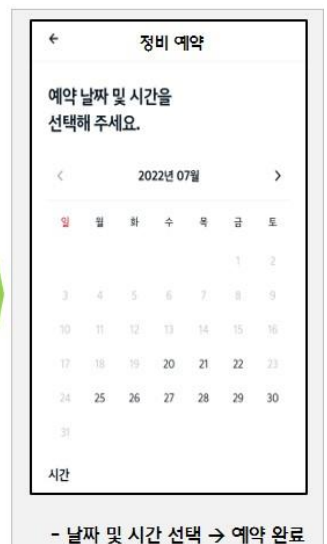 ← 정비 예약
예약 날짜 및 시간을
선택해 주세요.
< 2022년 07월 >
일 월 화 수 목 금 토
1 2
3 4 5 6 7 8 9
10 11 12 13 14 15 16
17 18 19 20 21 22 23
24 25 26 27 28 29 30
31
시간
- 날짜 및 시간 선택 → 예약 완료